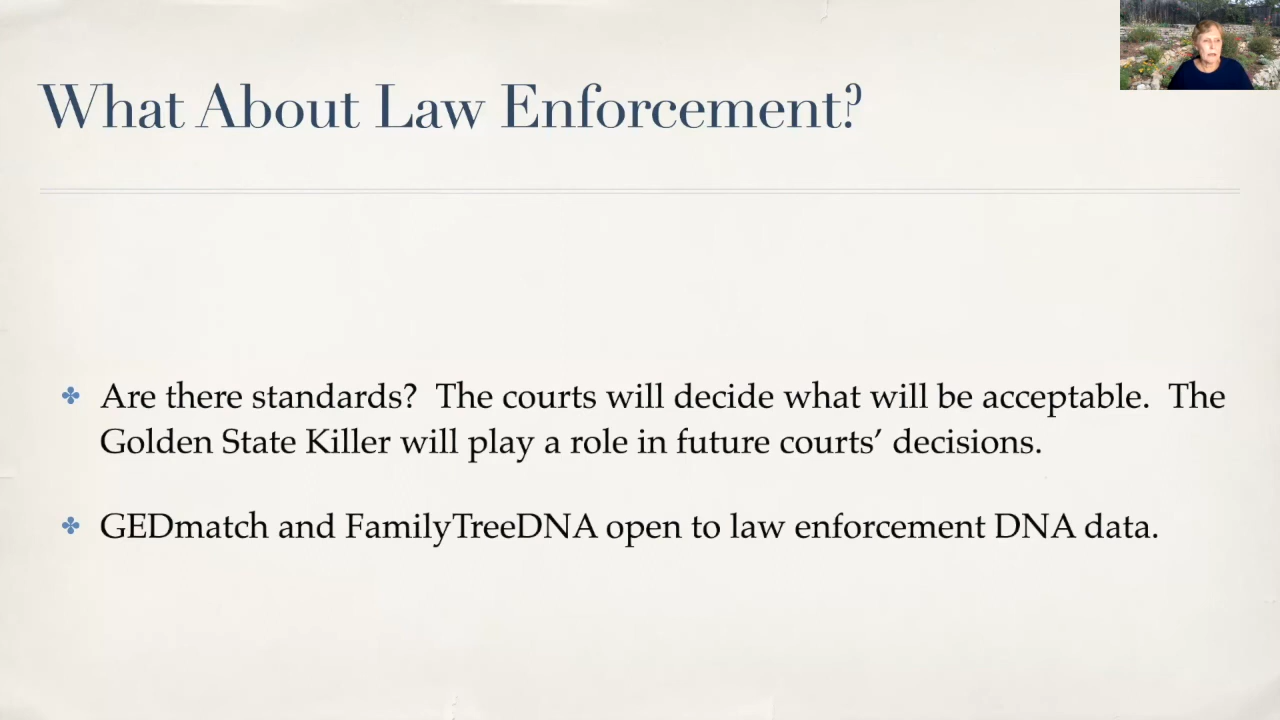 What About Law Enforcement?
Are there standards?  The courts will decide what will be acceptable.  The
Golden State Killer will play a role in future courts’ decisions.
GEDmatch and FamilyTreeDNA open to law enforcement DNA data.